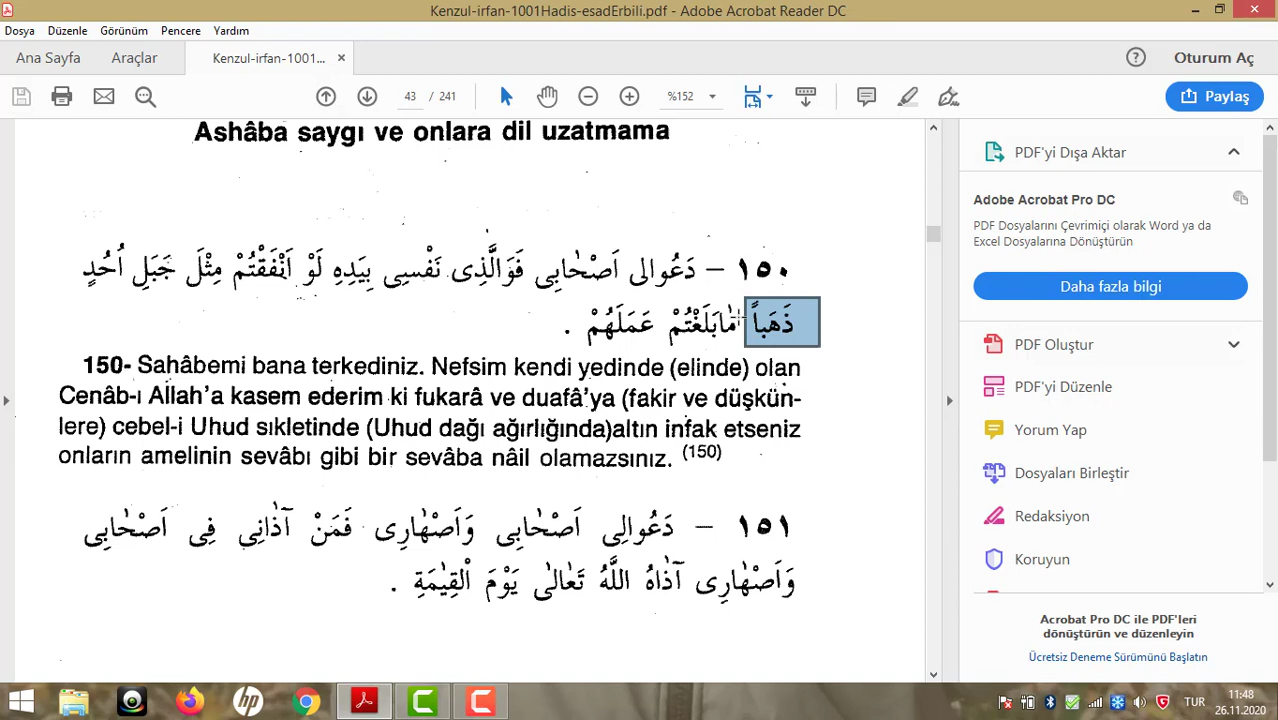 Kenzul-irfan-1001Hadis-esadErbili.pdf - Adobe Acrobat Reader DC
Dosya Düzenle Görünüm Pencere Yardım
Ana Sayfa Araçlar Kenzul-irfan-1001... × Oturum Aç
43 / 241 %152 Paylaş
Ashâba saygı ve onlara dil uzatmama
١٥٠ – دَعُوالى اَصْحٰابِى فَوَالَّذِى نَفْسِى بِيَدِهِ لَوْ اَنْفَقْتُمْ مِثْلَ جَبَلِ اُحُدٍ
ذَهَباً مٰابَلَغْتُمْ عَمَلَهُمْ .
150- Sahâbemi bana terkediniz. Nefsim kendi yedinde (elinde) olan
Cenâb-ı Allah'a kasem ederim ki fukarâ ve duafâ'ya (fakir ve düşkün-
lere) cebel-i Uhud sıkletinde (Uhud dağı ağırlığında)altın infak etseniz
onların amelinin sevâbı gibi bir sevâba nâil olamazsınız. (150)
١٥١ – دَعُوالِى اَصْحٰابِى وَاَصْهٰارِى فَمَنْ آذٰانِى فِى اَصْحٰابِى
وَاَصْهٰارِى آذٰاهُ اللَّهُ تَعٰالىٰ يَوْمَ اْلقِيٰمَةِ .
PDF'yi Dışa Aktar
Adobe Acrobat Pro DC
PDF Dosyalarını Çevrimiçi olarak Word ya da
Excel Dosyalarına Dönüştürün
Daha fazla bilgi
PDF Oluştur
PDF'yi Düzenle
Yorum Yap
Dosyaları Birleştir
Redaksiyon
Koruyun
Acrobat Pro DC ile PDF'leri
dönüştürün ve düzenleyin
Ücretsiz Deneme Sürümünü Başlatın
TUR
11:48
26.11.2020